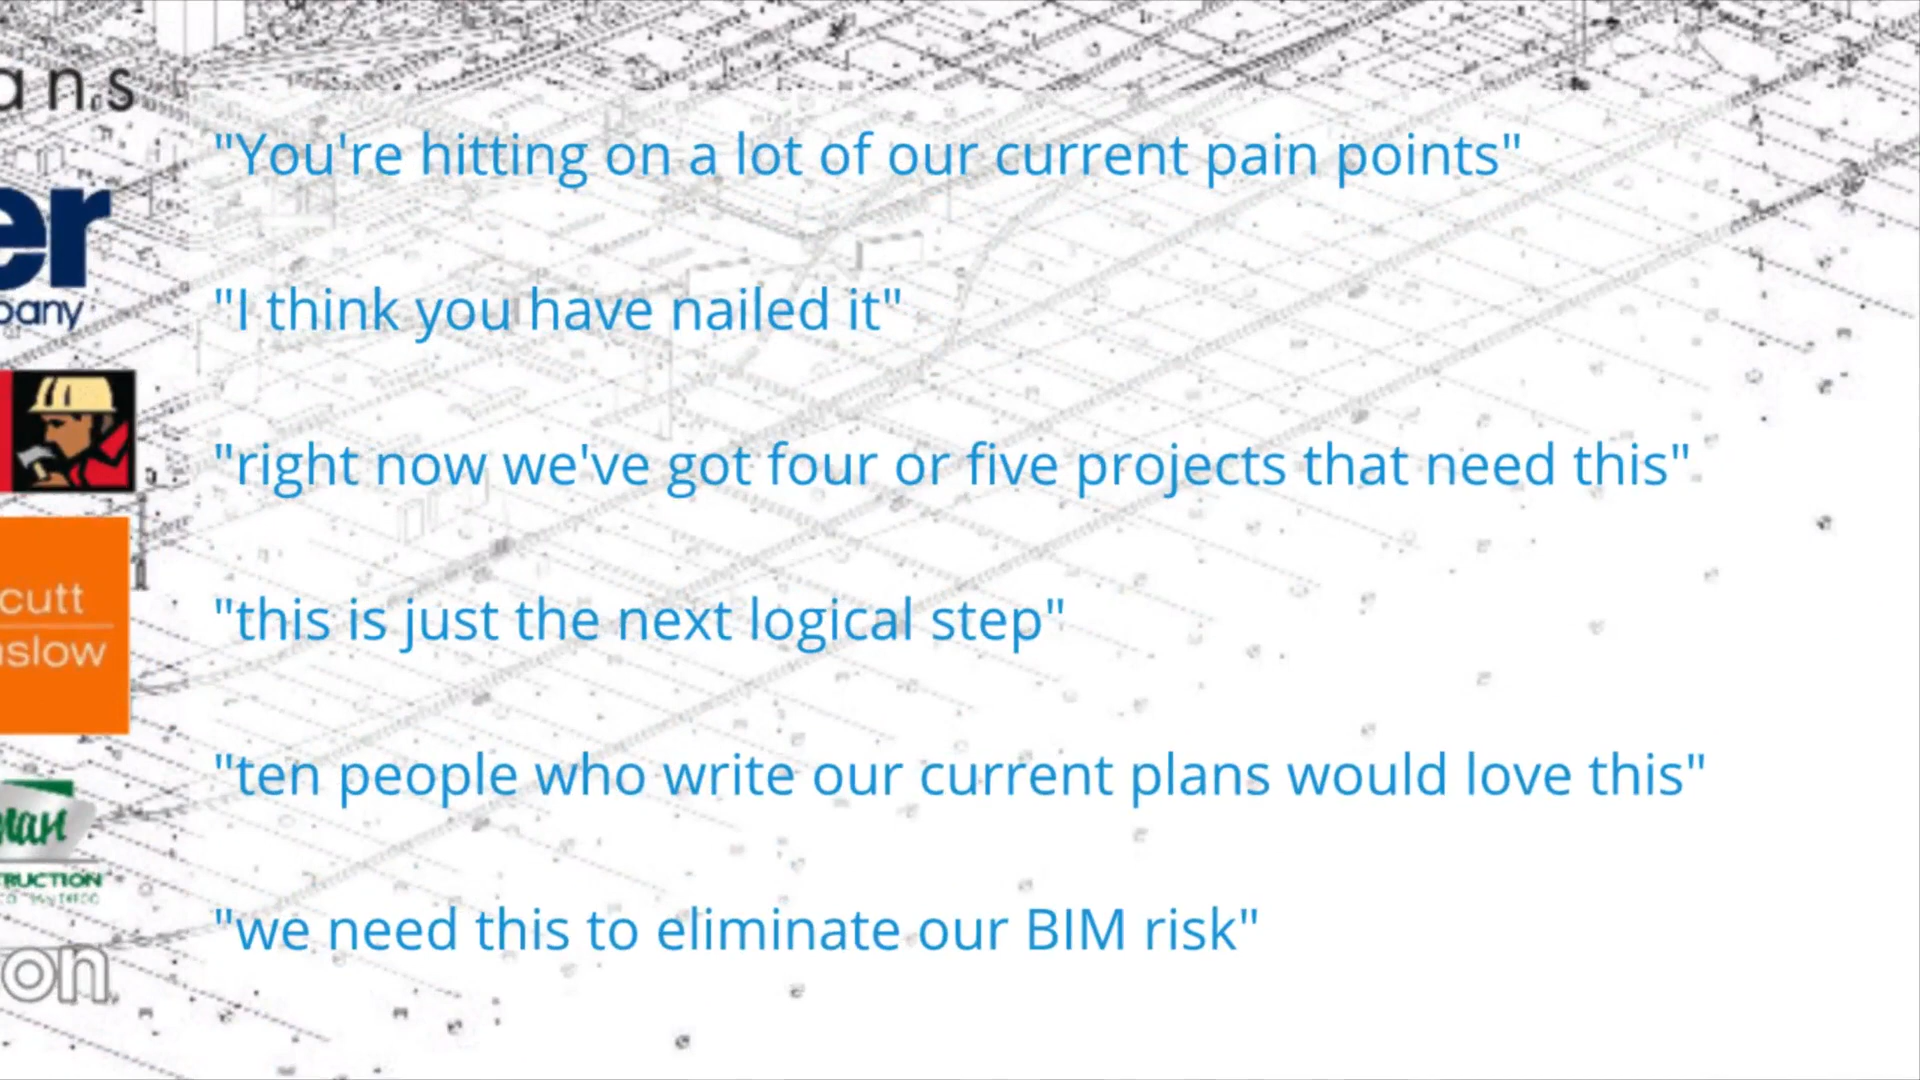 ans
"You're hitting on a lot of our current pain points"
er
pany
"I think you have nailed it"
"right now we've got four or five projects that need this"
cutt
slow
"this is just the next logical step"
"ten people who write our current plans would love this"
RUCTION
"we need this to eliminate our BIM risk"
on